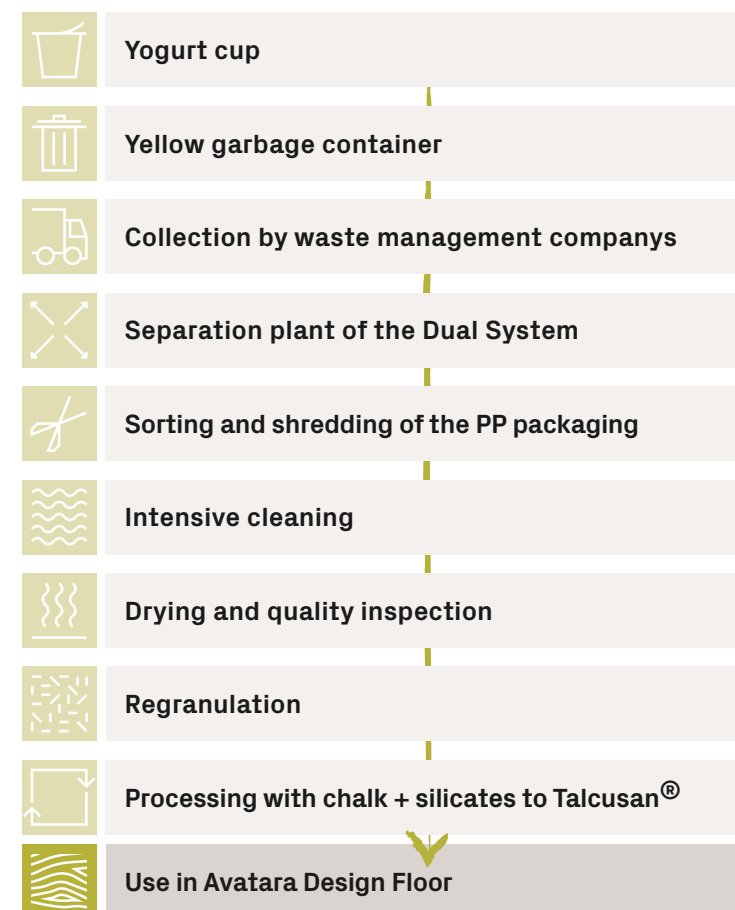 Yogurt cup
Yellow garbage container
Collection by waste management companys
Separation plant of the Dual System
Sorting and shredding of the PP packaging
Intensive cleaning
Drying and quality inspection
Regranulation
Processing with chalk + silicates to Talcusan®
Use in Avatara Design Floor